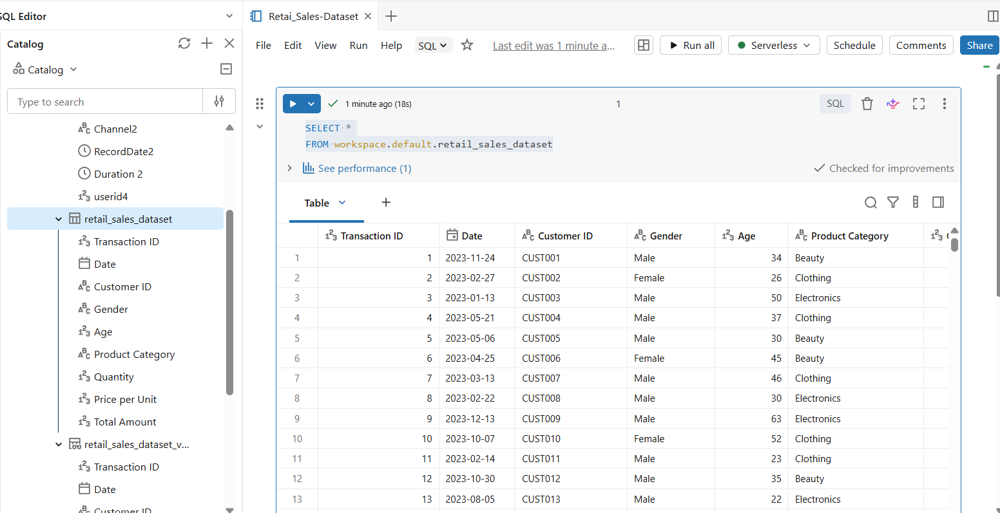 SQL Editor
Retai_Sales-Dataset
Catalog
File Edit View Run Help SQL Last edit was 1 minute a... Run all Serverless Schedule Comments Share
Catalog
Type to search
Channel2
RecordDate2
Duration 2
userid4
retail_sales_dataset
Transaction ID
Date
Customer ID
Gender
Age
Product Category
Quantity
Price per Unit
Total Amount
retail_sales_dataset_v...
Transaction ID
Date
Customer ID
1 minute ago (18s) 1 SQL
SELECT *
FROM workspace.default.retail_sales_dataset
See performance (1) Checked for improvements
Table
Transaction ID Date Customer ID Gender Age Product Category
1 1 2023-11-24 CUST001 Male 34 Beauty
2 2 2023-02-27 CUST002 Female 26 Clothing
3 3 2023-01-13 CUST003 Male 50 Electronics
4 4 2023-05-21 CUST004 Male 37 Clothing
5 5 2023-05-06 CUST005 Male 30 Beauty
6 6 2023-04-25 CUST006 Female 45 Beauty
7 7 2023-03-13 CUST007 Male 46 Clothing
8 8 2023-02-22 CUST008 Male 30 Electronics
9 9 2023-12-13 CUST009 Male 63 Electronics
10 10 2023-10-07 CUST010 Female 52 Clothing
11 11 2023-02-14 CUST011 Male 23 Clothing
12 12 2023-10-30 CUST012 Male 35 Beauty
13 13 2023-08-05 CUST013 Male 22 Electronics